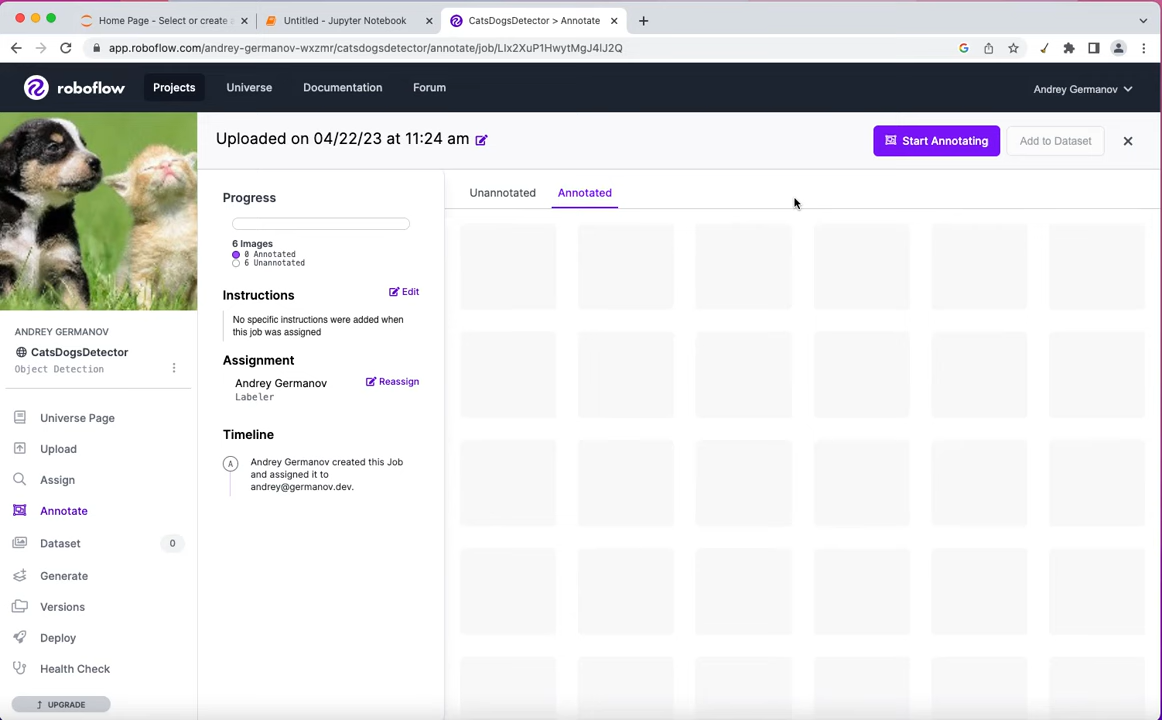 Home Page - Select or create a
Untitled - Jupyter Notebook
CatsDogsDetector > Annotate
app.roboflow.com/andrey-germanov-wxzmr/catsdogsdetector/annotate/job/LIx2XuP1HwytMgJ4lJ2Q
roboflow
Projects
Universe
Documentation
Forum
Andrey Germanov
Uploaded on 04/22/23 at 11:24 am
Start Annotating
Add to Dataset
Progress
6 Images
0 Annotated
6 Unannotated
Instructions
Edit
No specific instructions were added when
this job was assigned
Assignment
Andrey Germanov
Reassign
Labeler
Timeline
A
Andrey Germanov created this Job
and assigned it to
andrey@germanov.dev.
Unannotated
Annotated
ANDREY GERMANOV
CatsDogsDetector
Object Detection
Universe Page
Upload
Assign
Annotate
Dataset
0
Generate
Versions
Deploy
Health Check
UPGRADE